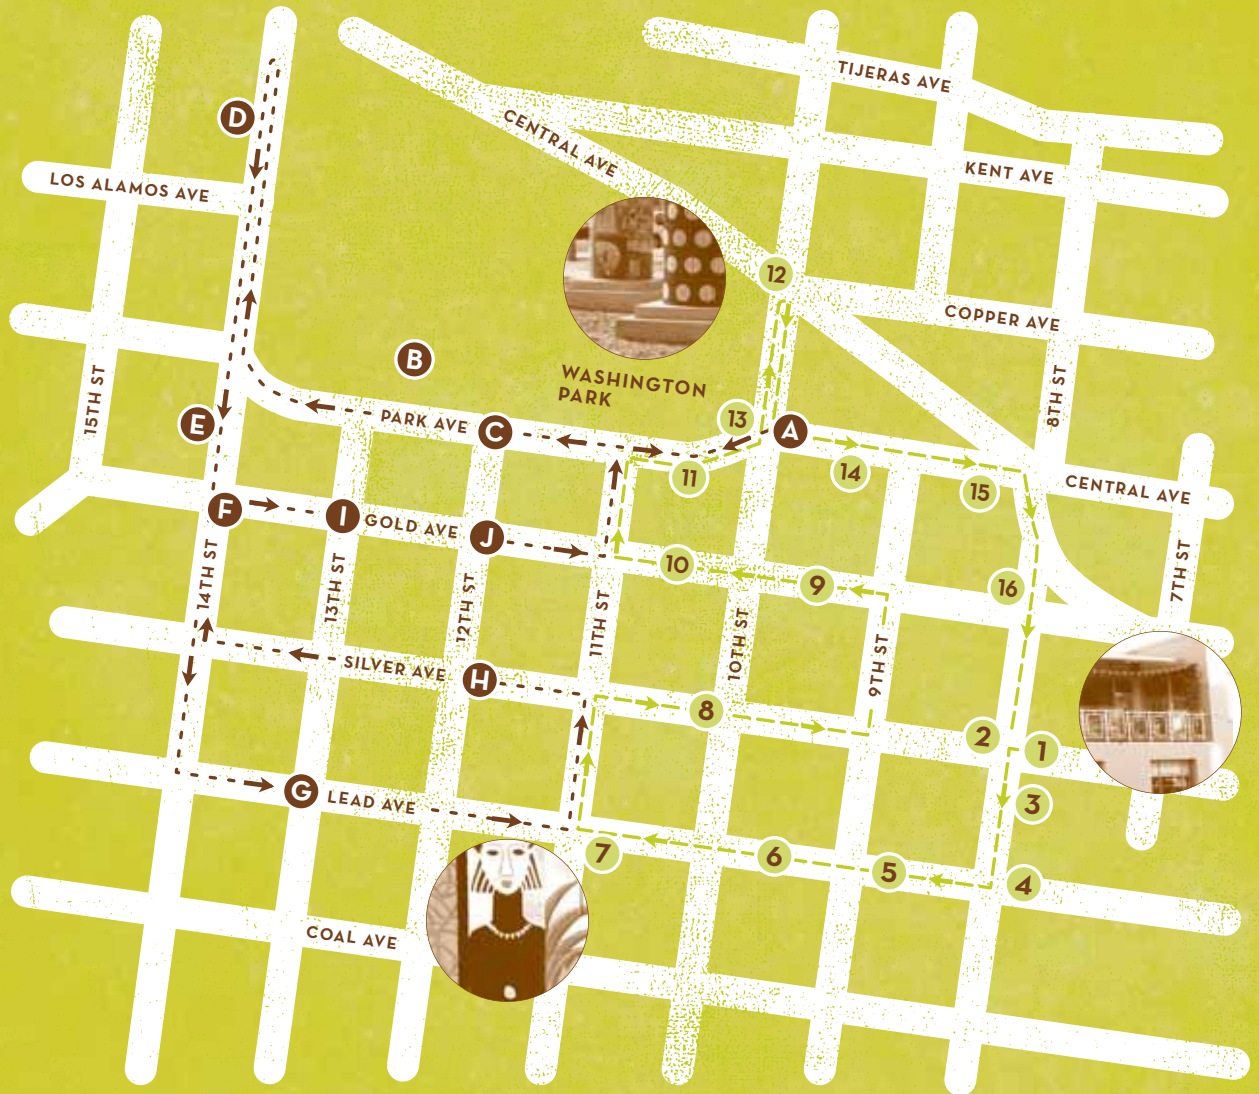 TIJERAS AVE
D
CENTRAL AVE
KENT AVE
LOS ALAMOS AVE
12
COPPER AVE
B
WASHINGTON
PARK
15TH ST
8TH ST
E
PARK AVE
C
13
A
11
14
15
CENTRAL AVE
F
I
GOLD AVE
J
10
9
16
7TH ST
14TH ST
13TH ST
12TH ST
11TH ST
10TH ST
9TH ST
SILVER AVE
H
8
2
1
G
LEAD AVE
3
7
6
5
4
COAL AVE